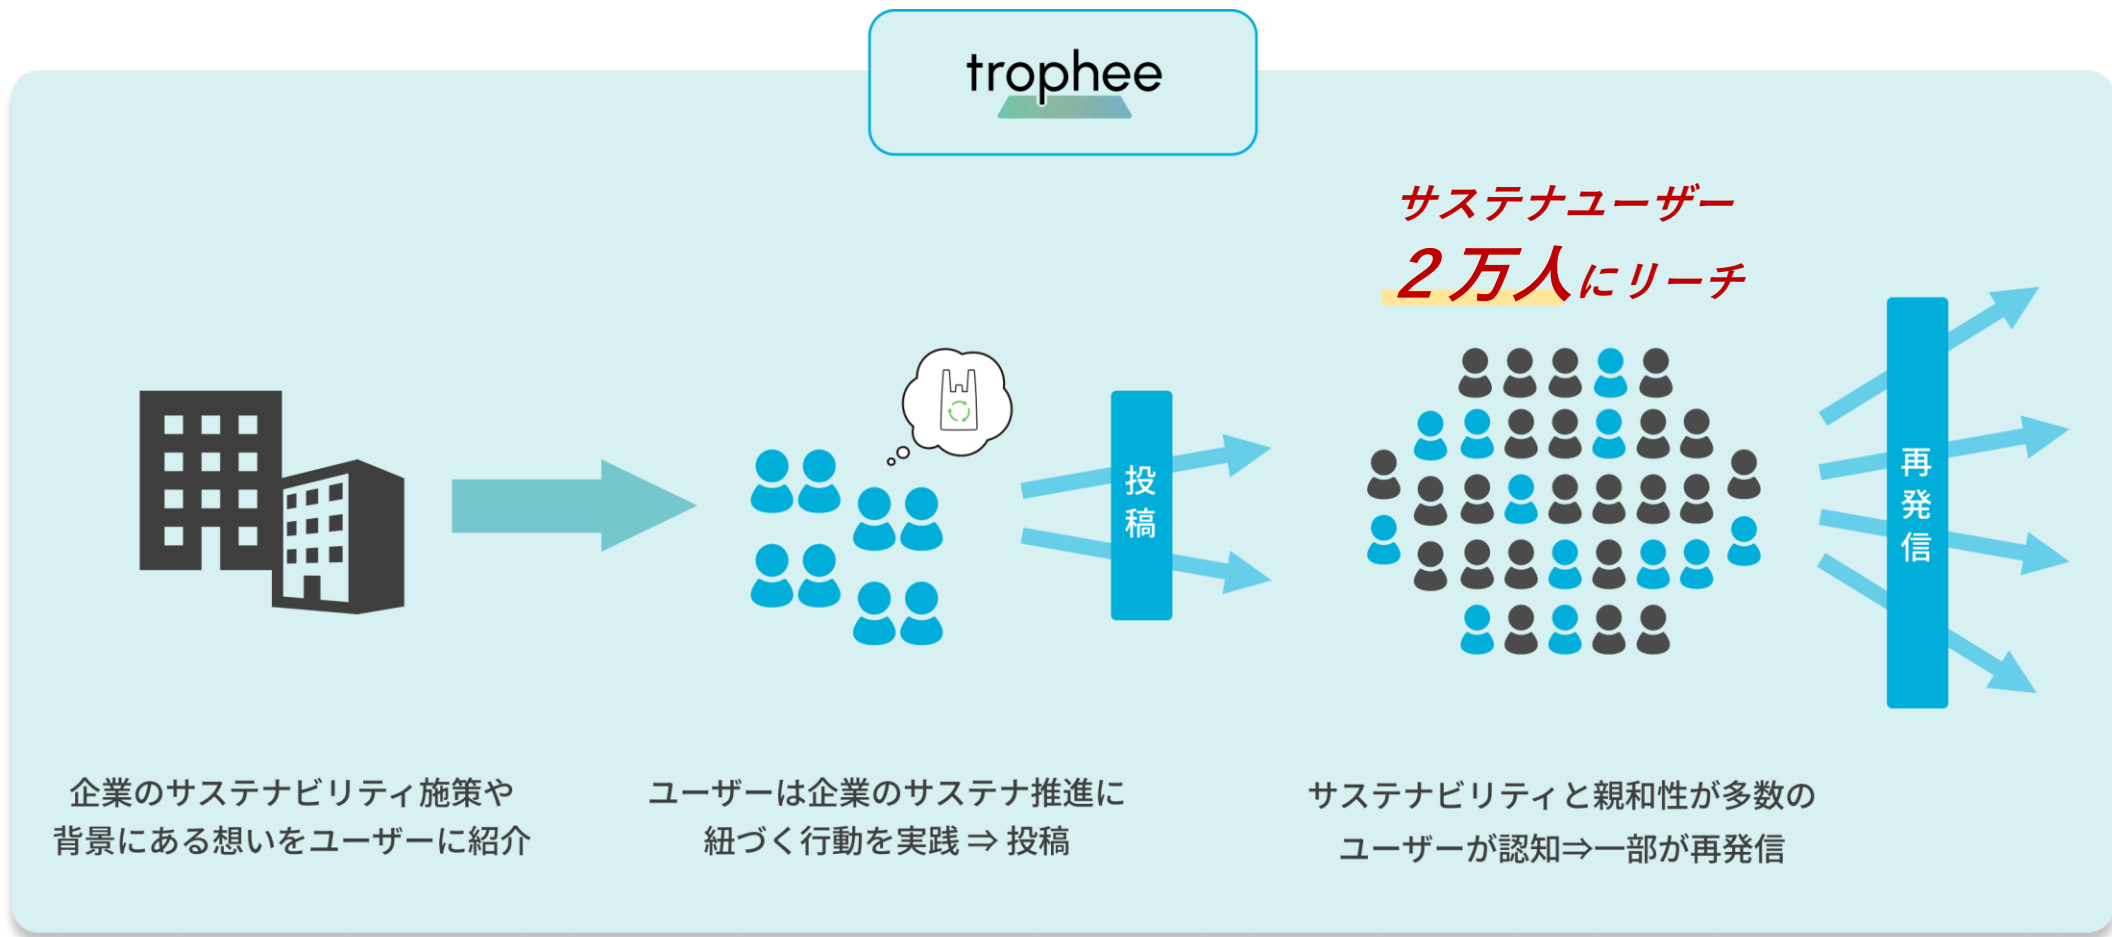 trophee
サステナユーザー
2万人にリーチ
投稿
再発信
企業のサステナビリティ施策や
背景にある想いをユーザーに紹介
ユーザーは企業のサステナ推進に
紐づく行動を実践⇒投稿
サステナビリティと親和性が多数の
ユーザーが認知⇒一部が再発信